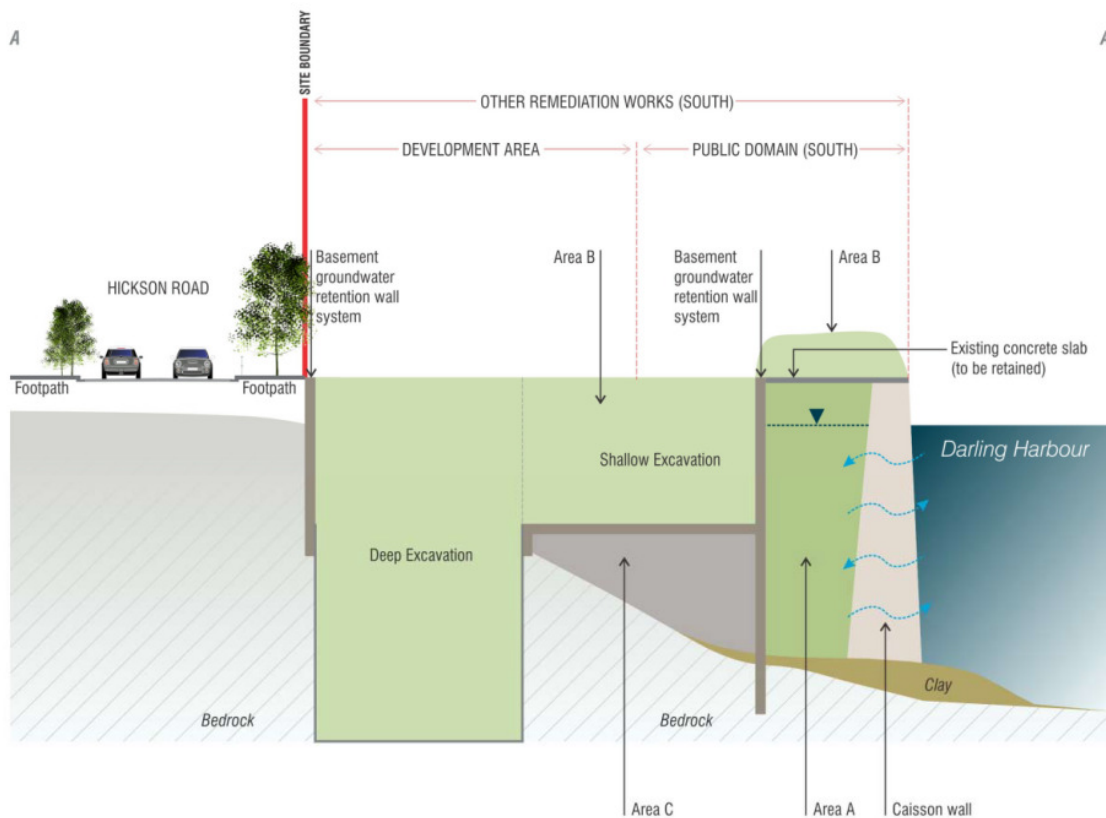 A
A
SITE BOUNDARY
OTHER REMEDIATION WORKS (SOUTH)
DEVELOPMENT AREA
PUBLIC DOMAIN (SOUTH)
HICKSON ROAD
Basement
groundwater
retention wall
system
Area B
Basement
groundwater
retention wall
system
Area B
Existing concrete slab
(to be retained)
Footpath
Footpath
Darling Harbour
Shallow Excavation
Deep Excavation
Clay
Bedrock
Bedrock
Area C
Area A
Caisson wall